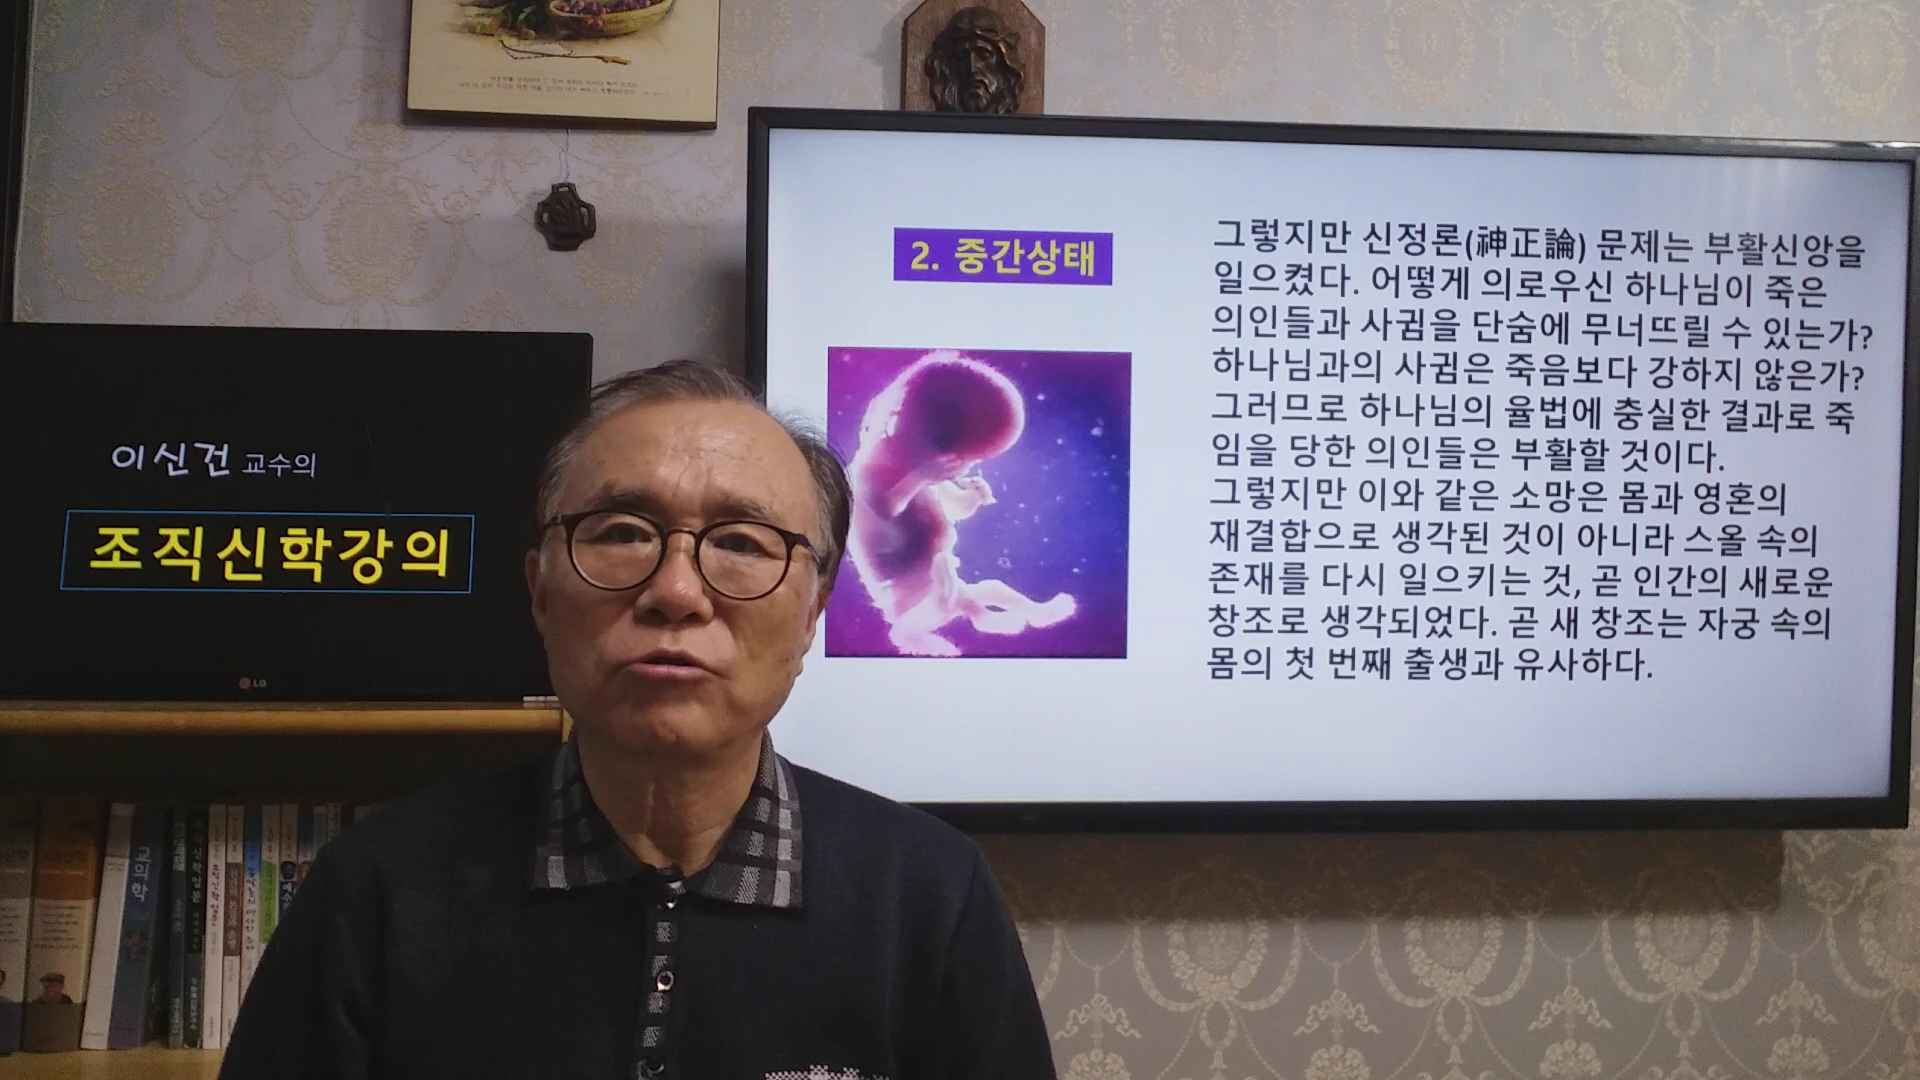 이신건 교수의
조직신학강의
LG
교의학
2. 중간상태
그렇지만 신정론(神正論) 문제는 부활신앙을
일으켰다. 어떻게 의로우신 하나님이 죽은
의인들과 사귐을 단숨에 무너뜨릴 수 있는가?
하나님과의 사귐은 죽음보다 강하지 않은가?
그러므로 하나님의 율법에 충실한 결과로 죽
임을 당한 의인들은 부활할 것이다.
그렇지만 이와 같은 소망은 몸과 영혼의
재결합으로 생각된 것이 아니라 스올 속의
존재를 다시 일으키는 것, 곧 인간의 새로운
창조로 생각되었다. 곧 새 창조는 자궁 속의
몸의 첫 번째 출생과 유사하다.